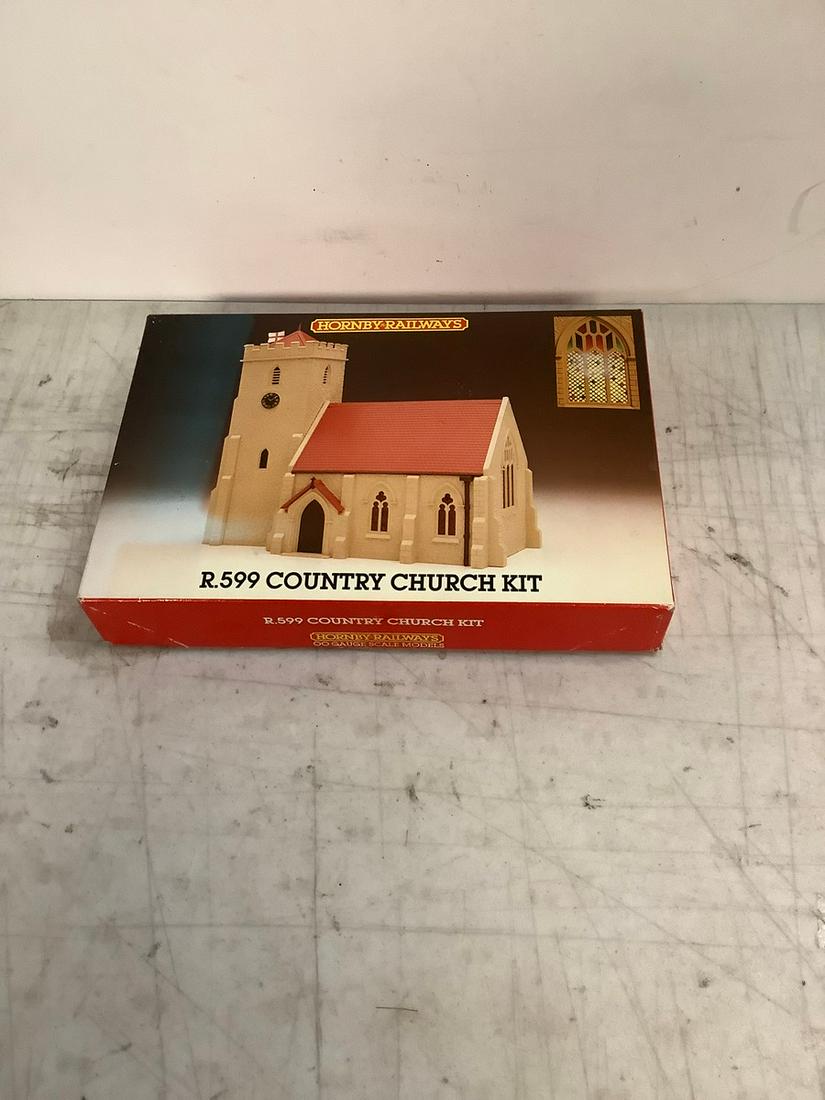 HORNBY RAILWAYS
R.599 COUNTRY CHURCH KIT
R.599 COUNTRY CHURCH KIT
HORNBY RAILWAYS
OO GAUGE SCALE MODELS